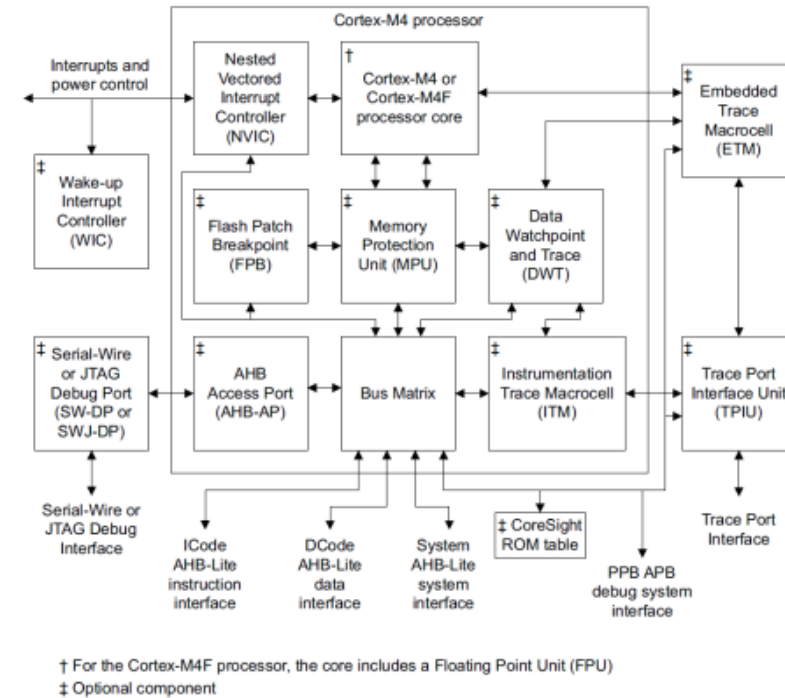 Cortex-M4 processor
Interrupts and
power control
Nested
Vectored
Interrupt
Controller
(NVIC)
†
Cortex-M4 or
Cortex-M4F
processor core
‡
Embedded
Trace
Macrocell
(ETM)
‡
Wake-up
Interrupt
Controller
(WIC)
‡
Flash Patch
Breakpoint
(FPB)
‡
Memory
Protection
Unit (MPU)
‡
Data
Watchpoint
and Trace
(DWT)
‡
Serial-Wire
or JTAG
Debug Port
(SW-DP or
SWJ-DP)
‡
AHB
Access Port
(AHB-AP)
Bus Matrix
‡
Instrumentation
Trace Macrocell
(ITM)
‡
Trace Port
Interface Unit
(TPIU)
Serial-Wire or
JTAG Debug
Interface
ICode
AHB-Lite
instruction
interface
DCode
AHB-Lite
data
interface
System
AHB-Lite
system
interface
‡ CoreSight
ROM table
PPB APB
debug system
interface
Trace Port
Interface
† For the Cortex-M4F processor, the core includes a Floating Point Unit (FPU)
‡ Optional component